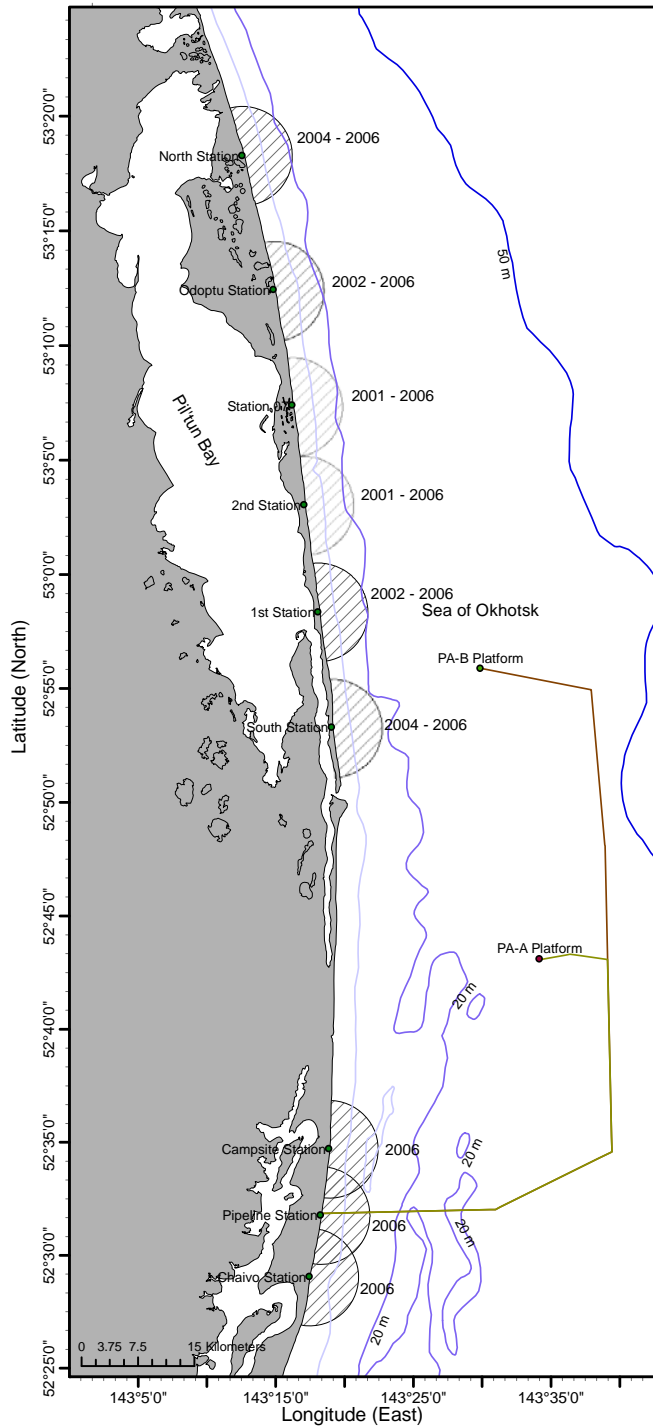 53°20'0"
North Station
2004 - 2006
53°15'0"
50 m
Odoptu Station
2002 - 2006
53°10'0"
Station 07
2001 - 2006
Pil'tun Bay
53°5'0"
2nd Station
2001 - 2006
53°0'0"
2002 - 2006
1st Station
Sea of Okhotsk
PA-B Platform
52°55'0"
South Station
2004 - 2006
Latitude (North)
52°50'0"
52°45'0"
PA-A Platform
20 m
52°40'0"
52°35'0"
Campsite Station
2006
20 m
Pipeline Station
2006
20 m
52°30'0"
Chaivo Station
2006
20 m
0 3.75 7.5 15 Kilometers
52°25'0"
143°5'0" 143°15'0" 143°25'0" 143°35'0"
Longitude (East)